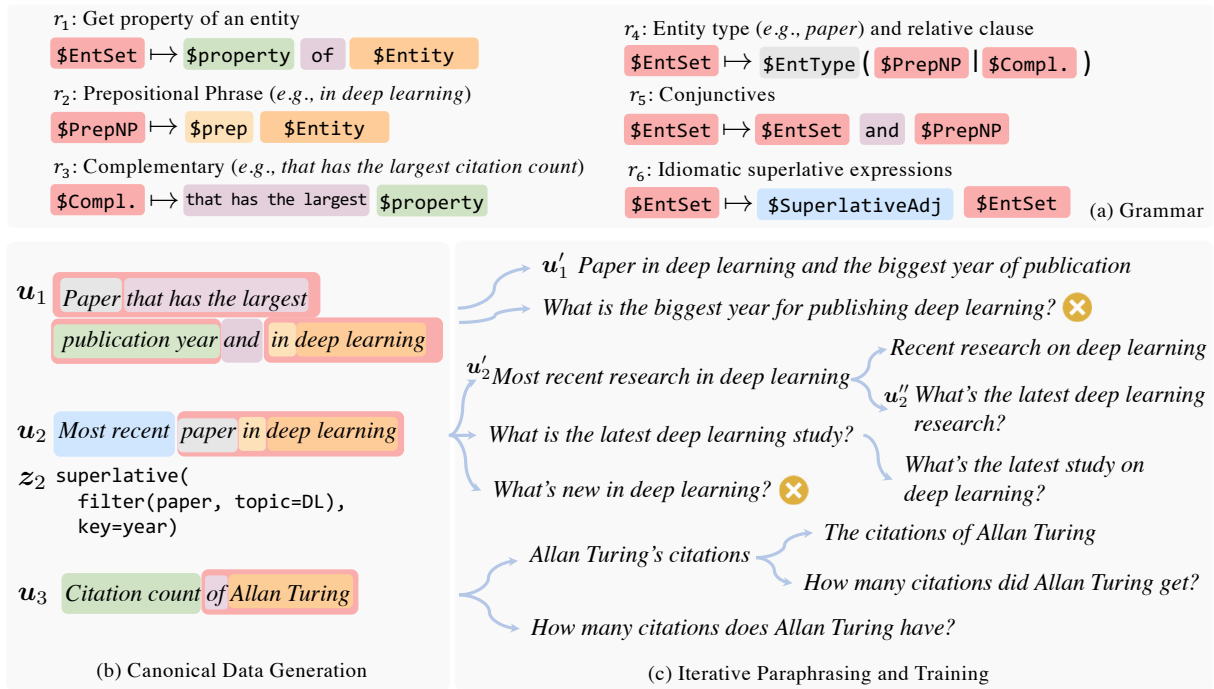 r₁: Get property of an entity
$EntSet ↦ $property of $Entity
r₂: Prepositional Phrase (e.g., in deep learning)
$PrepNP ↦ $prep $Entity
r₃: Complementary (e.g., that has the largest citation count)
$Compl. ↦ that has the largest $property
r₄: Entity type (e.g., paper) and relative clause
$EntSet ↦ $EntType ( $PrepNP | $Compl. )
r₅: Conjunctives
$EntSet ↦ $EntSet and $PrepNP
r₆: Idiomatic superlative expressions
$EntSet ↦ $SuperlativeAdj $EntSet
(a) Grammar
u₁ Paper that has the largest
publication year and in deep learning
u₂ Most recent paper in deep learning
z₂ superlative(
filter(paper, topic=DL),
key=year)
u₃ Citation count of Allan Turing
(b) Canonical Data Generation
u′₁ Paper in deep learning and the biggest year of publication
What is the biggest year for publishing deep learning?
u′₂ Most recent research in deep learning
Recent research on deep learning
u″₂ What's the latest deep learning
research?
What is the latest deep learning study?
What's the latest study on
deep learning?
What's new in deep learning?
Allan Turing's citations
The citations of Allan Turing
How many citations did Allan Turing get?
How many citations does Allan Turing have?
(c) Iterative Paraphrasing and Training